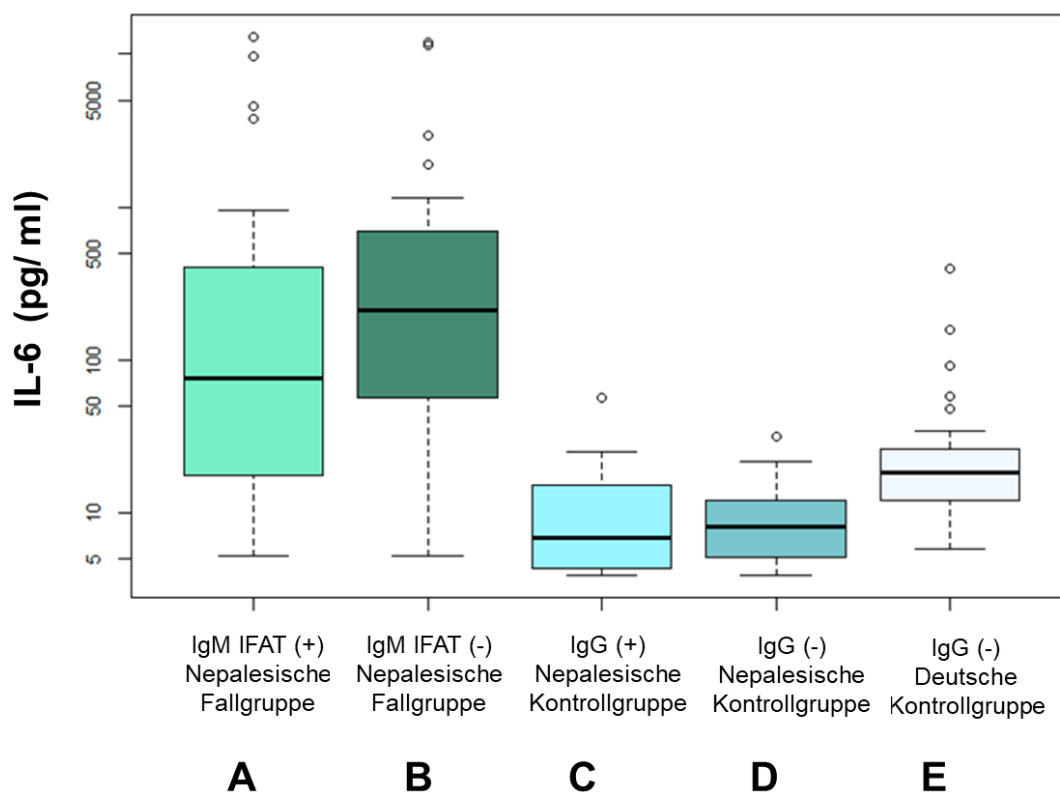 IL-6 (pg/ ml)
5000
500
100
50
10
5
IgM IFAT (+)
Nepalesische
Fallgruppe
IgM IFAT (-)
Nepalesische
Fallgruppe
IgG (+)
Nepalesische
Kontrollgruppe
IgG (-)
Nepalesische
Kontrollgruppe
IgG (-)
Deutsche
Kontrollgruppe
A B C D E